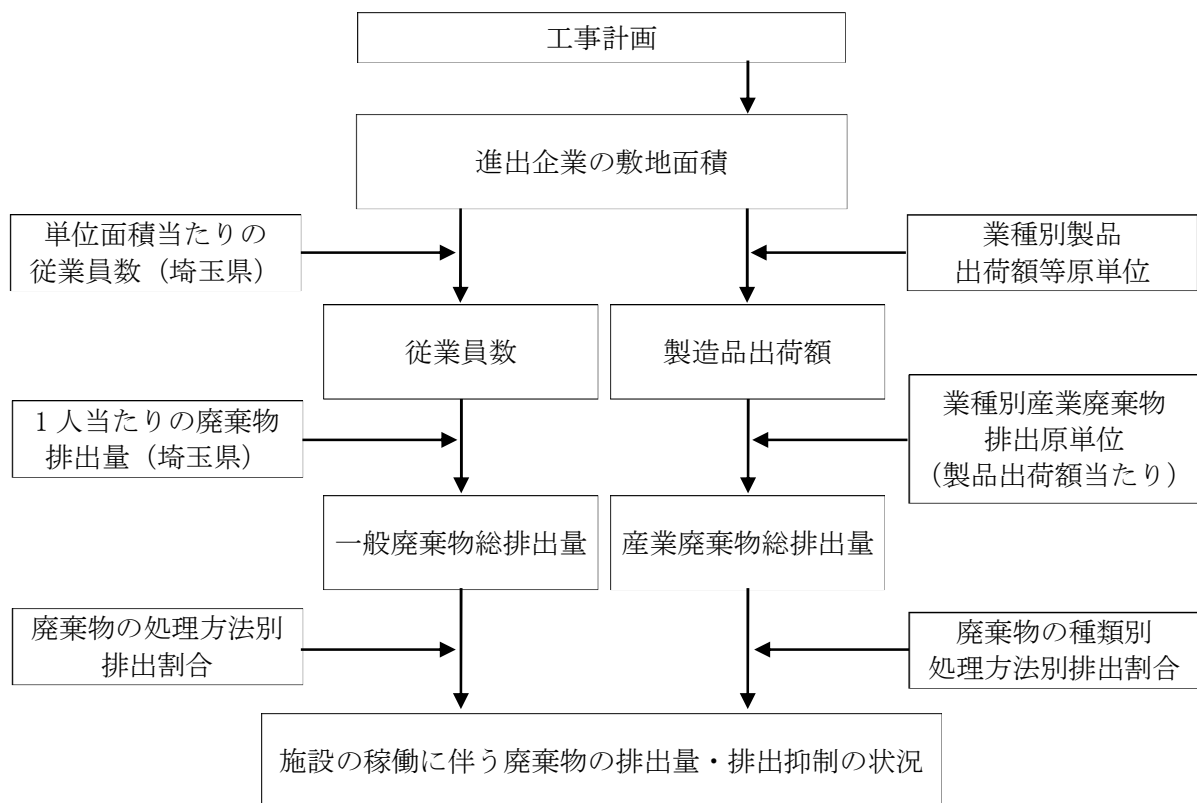 工事計画
進出企業の敷地面積
単位面積当たりの
従業員数（埼玉県）
業種別製品
出荷額等原単位
従業員数
製造品出荷額
１人当たりの廃棄物
排出量（埼玉県）
業種別産業廃棄物
排出原単位
（製品出荷額当たり）
一般廃棄物総排出量
産業廃棄物総排出量
廃棄物の処理方法別
排出割合
廃棄物の種類別
処理方法別排出割合
施設の稼働に伴う廃棄物の排出量・排出抑制の状況